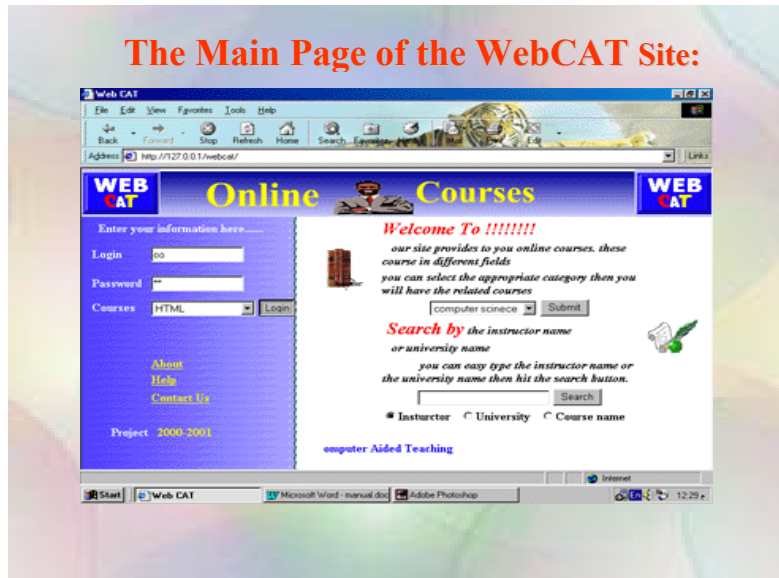 The Main Page of the WebCAT Site:
Web CAT
File Edit View Favorites Tools Help
Back Forward Stop Refresh Home Search Edit
Address http://127.0.0.1/webcat/ Links
WEB CAT Online Courses WEB CAT
Enter your information here......
Login oo
Password **
Courses HTML Login
About
Help
Contact Us
Project 2000-2001
Welcome To !!!!!!!!
our site provides to you online courses. these
course in different fields
you can select the appropriate category then you
will have the related courses
computer scinece Submit
Search by the instructor name
or university name
you can easy type the instructor name or
the university name then hit the search button.
Search
Insturctor University Course name
omputer Aided Teaching
Internet
Start Web CAT Microsoft Word - manual.doc Adobe Photoshop En 12:29 م